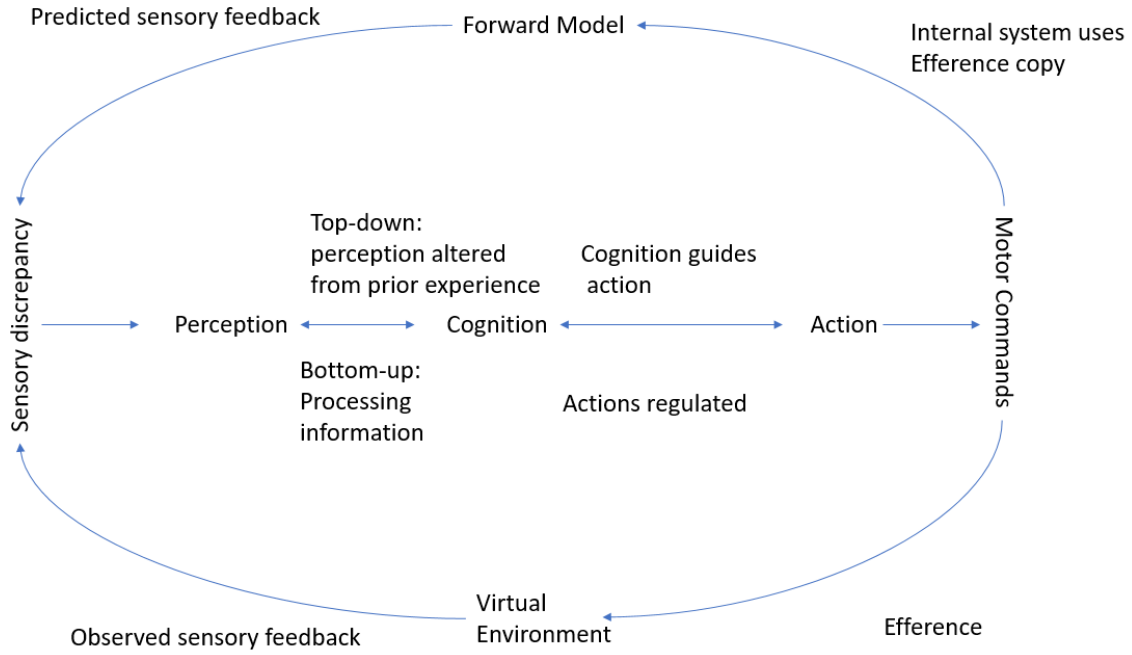 Predicted sensory feedback
Forward Model
Internal system uses
Efference copy
Sensory discrepancy
Top-down:
perception altered
from prior experience
Cognition guides
action
Motor Commands
Perception
Cognition
Action
Bottom-up:
Processing
information
Actions regulated
Virtual
Environment
Observed sensory feedback
Efference